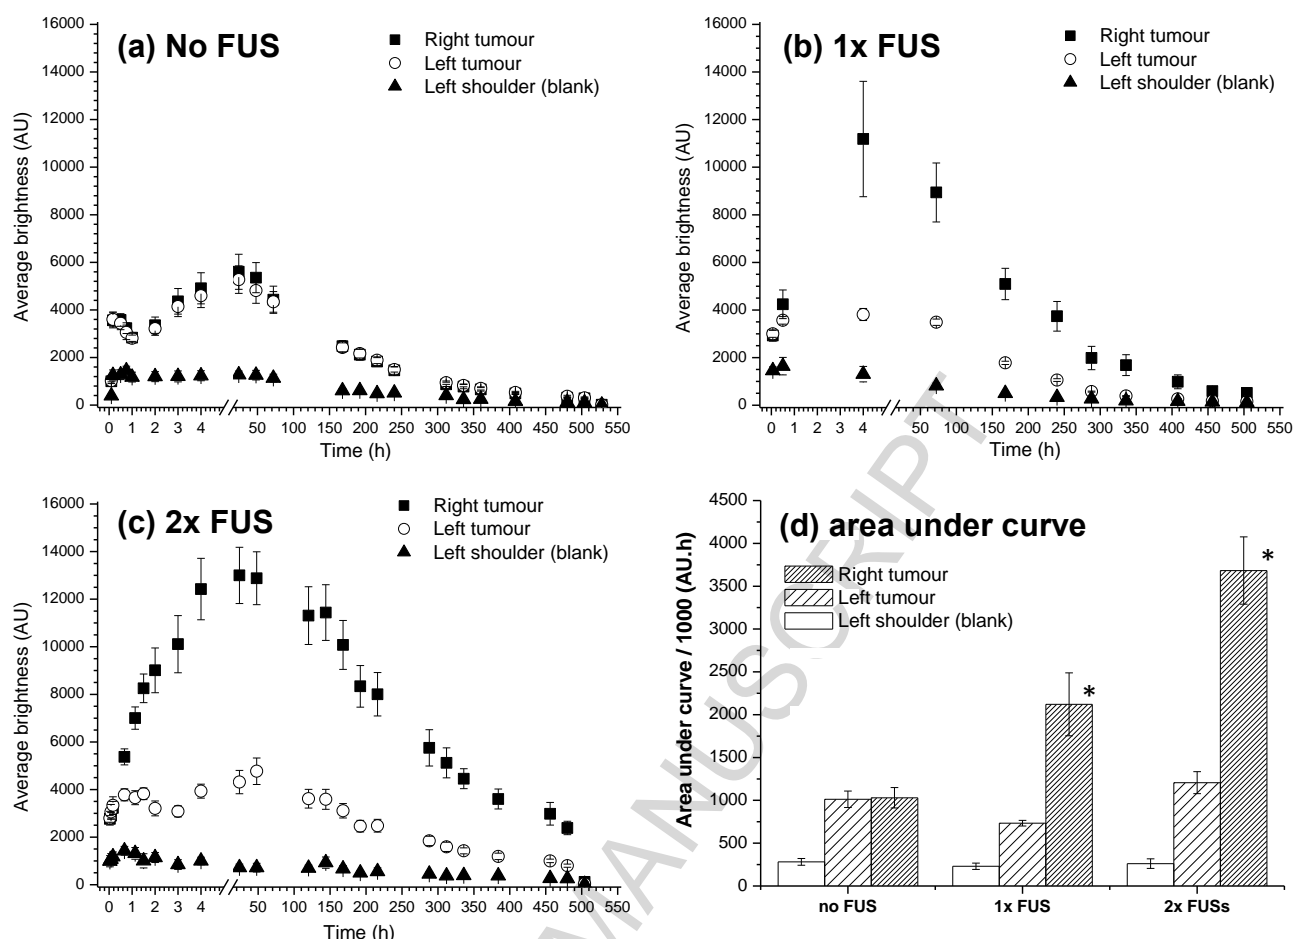 (a) No FUS
Right tumour
Left tumour
Left shoulder (blank)
16000
14000
12000
10000
8000
6000
4000
2000
0
Average brightness (AU)
0 1 2 3 4 50 100 150 200 250 300 350 400 450 500 550
Time (h)
(b) 1x FUS
Right tumour
Left tumour
Left shoulder (blank)
16000
14000
12000
10000
8000
6000
4000
2000
0
Average brightness (AU)
0 1 2 3 4 50 100 150 200 250 300 350 400 450 500 550
Time (h)
(c) 2x FUS
Right tumour
Left tumour
Left shoulder (blank)
16000
14000
12000
10000
8000
6000
4000
2000
0
Average brightness (AU)
0 1 2 3 4 50 100 150 200 250 300 350 400 450 500 550
Time (h)
(d) area under curve
Right tumour
Left tumour
Left shoulder (blank)
4500
4000
3500
3000
2500
2000
1500
1000
500
0
Area under curve / 1000 (AU.h)
*
*
no FUS 1x FUS 2x FUSs
MANUSCRIPT